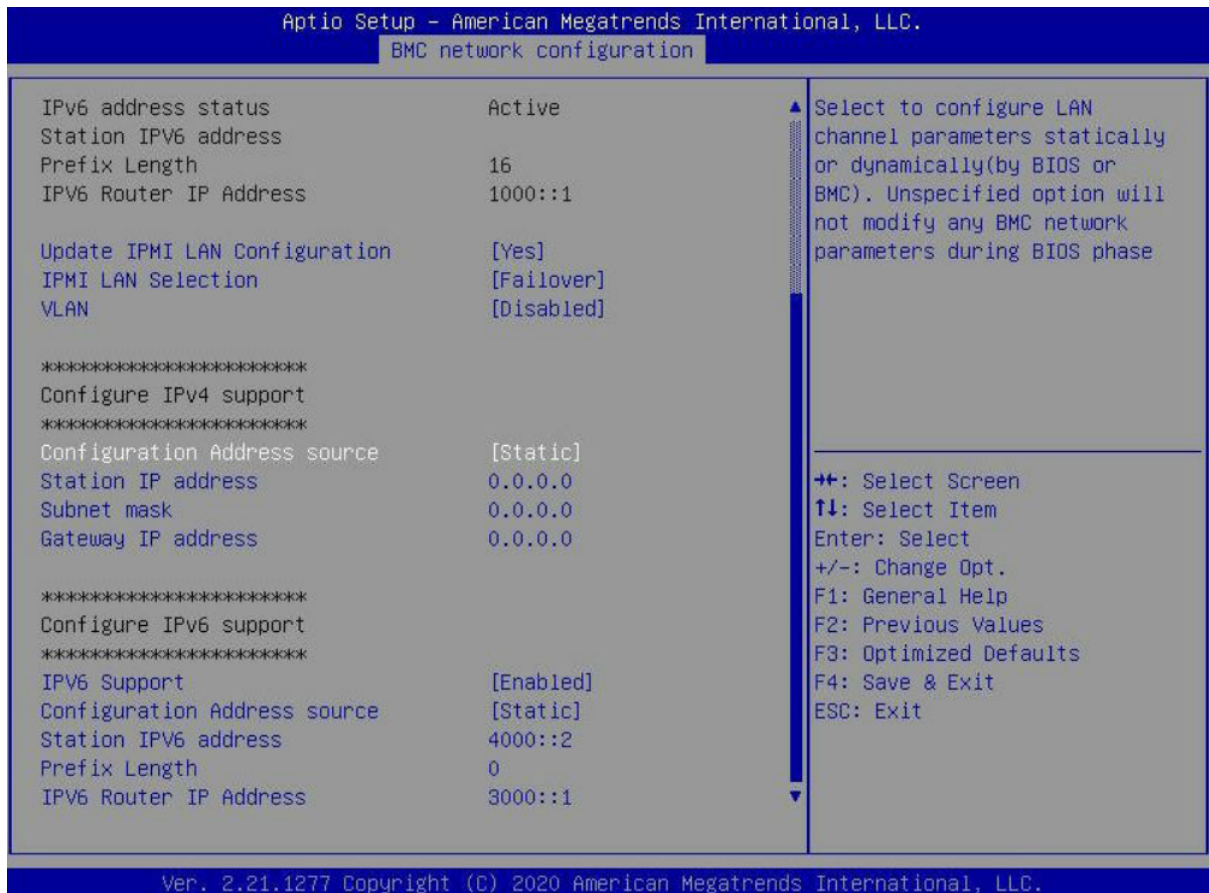 Aptio Setup – American Megatrends International, LLC.
BMC network configuration
IPv6 address status Active
Station IPV6 address
Prefix Length 16
IPV6 Router IP Address 1000::1
Update IPMI LAN Configuration [Yes]
IPMI LAN Selection [Failover]
VLAN [Disabled]
***********************
Configure IPv4 support
***********************
Configuration Address source [Static]
Station IP address 0.0.0.0
Subnet mask 0.0.0.0
Gateway IP address 0.0.0.0
***********************
Configure IPv6 support
***********************
IPV6 Support [Enabled]
Configuration Address source [Static]
Station IPV6 address 4000::2
Prefix Length 0
IPV6 Router IP Address 3000::1
Select to configure LAN
channel parameters statically
or dynamically(by BIOS or
BMC). Unspecified option will
not modify any BMC network
parameters during BIOS phase
→←: Select Screen
↑↓: Select Item
Enter: Select
+/-: Change Opt.
F1: General Help
F2: Previous Values
F3: Optimized Defaults
F4: Save & Exit
ESC: Exit
Ver. 2.21.1277 Copyright (C) 2020 American Megatrends International, LLC.